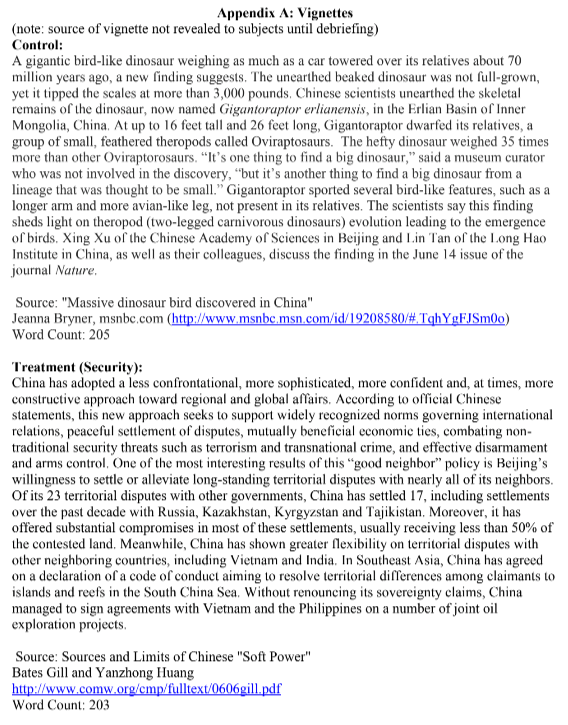 Appendix A: Vignettes
(note: source of vignette not revealed to subjects until debriefing)
Control:
A gigantic bird-like dinosaur weighing as much as a car towered over its relatives about 70
million years ago, a new finding suggests. The unearthed beaked dinosaur was not full-grown,
yet it tipped the scales at more than 3,000 pounds. Chinese scientists unearthed the skeletal
remains of the dinosaur, now named Gigantoraptor erlianensis, in the Erlian Basin of Inner
Mongolia, China. At up to 16 feet tall and 26 feet long, Gigantoraptor dwarfed its relatives, a
group of small, feathered theropods called Oviraptosaurs. The hefty dinosaur weighed 35 times
more than other Oviraptorosaurs. “It’s one thing to find a big dinosaur,” said a museum curator
who was not involved in the discovery, “but it’s another thing to find a big dinosaur from a
lineage that was thought to be small.” Gigantoraptor sported several bird-like features, such as a
longer arm and more avian-like leg, not present in its relatives. The scientists say this finding
sheds light on theropod (two-legged carnivorous dinosaurs) evolution leading to the emergence
of birds. Xing Xu of the Chinese Academy of Sciences in Beijing and Lin Tan of the Long Hao
Institute in China, as well as their colleagues, discuss the finding in the June 14 issue of the
journal Nature.
Source: "Massive dinosaur bird discovered in China"
Jeanna Bryner, msnbc.com (http://www.msnbc.msn.com/id/19208580/#.TqhYgFJSm0o)
Word Count: 205
Treatment (Security):
China has adopted a less confrontational, more sophisticated, more confident and, at times, more
constructive approach toward regional and global affairs. According to official Chinese
statements, this new approach seeks to support widely recognized norms governing international
relations, peaceful settlement of disputes, mutually beneficial economic ties, combating non-
traditional security threats such as terrorism and transnational crime, and effective disarmament
and arms control. One of the most interesting results of this “good neighbor” policy is Beijing’s
willingness to settle or alleviate long-standing territorial disputes with nearly all of its neighbors.
Of its 23 territorial disputes with other governments, China has settled 17, including settlements
over the past decade with Russia, Kazakhstan, Kyrgyzstan and Tajikistan. Moreover, it has
offered substantial compromises in most of these settlements, usually receiving less than 50% of
the contested land. Meanwhile, China has shown greater flexibility on territorial disputes with
other neighboring countries, including Vietnam and India. In Southeast Asia, China has agreed
on a declaration of a code of conduct aiming to resolve territorial differences among claimants to
islands and reefs in the South China Sea. Without renouncing its sovereignty claims, China
managed to sign agreements with Vietnam and the Philippines on a number of joint oil
exploration projects.
Source: Sources and Limits of Chinese "Soft Power"
Bates Gill and Yanzhong Huang
http://www.comw.org/cmp/fulltext/0606gill.pdf
Word Count: 203